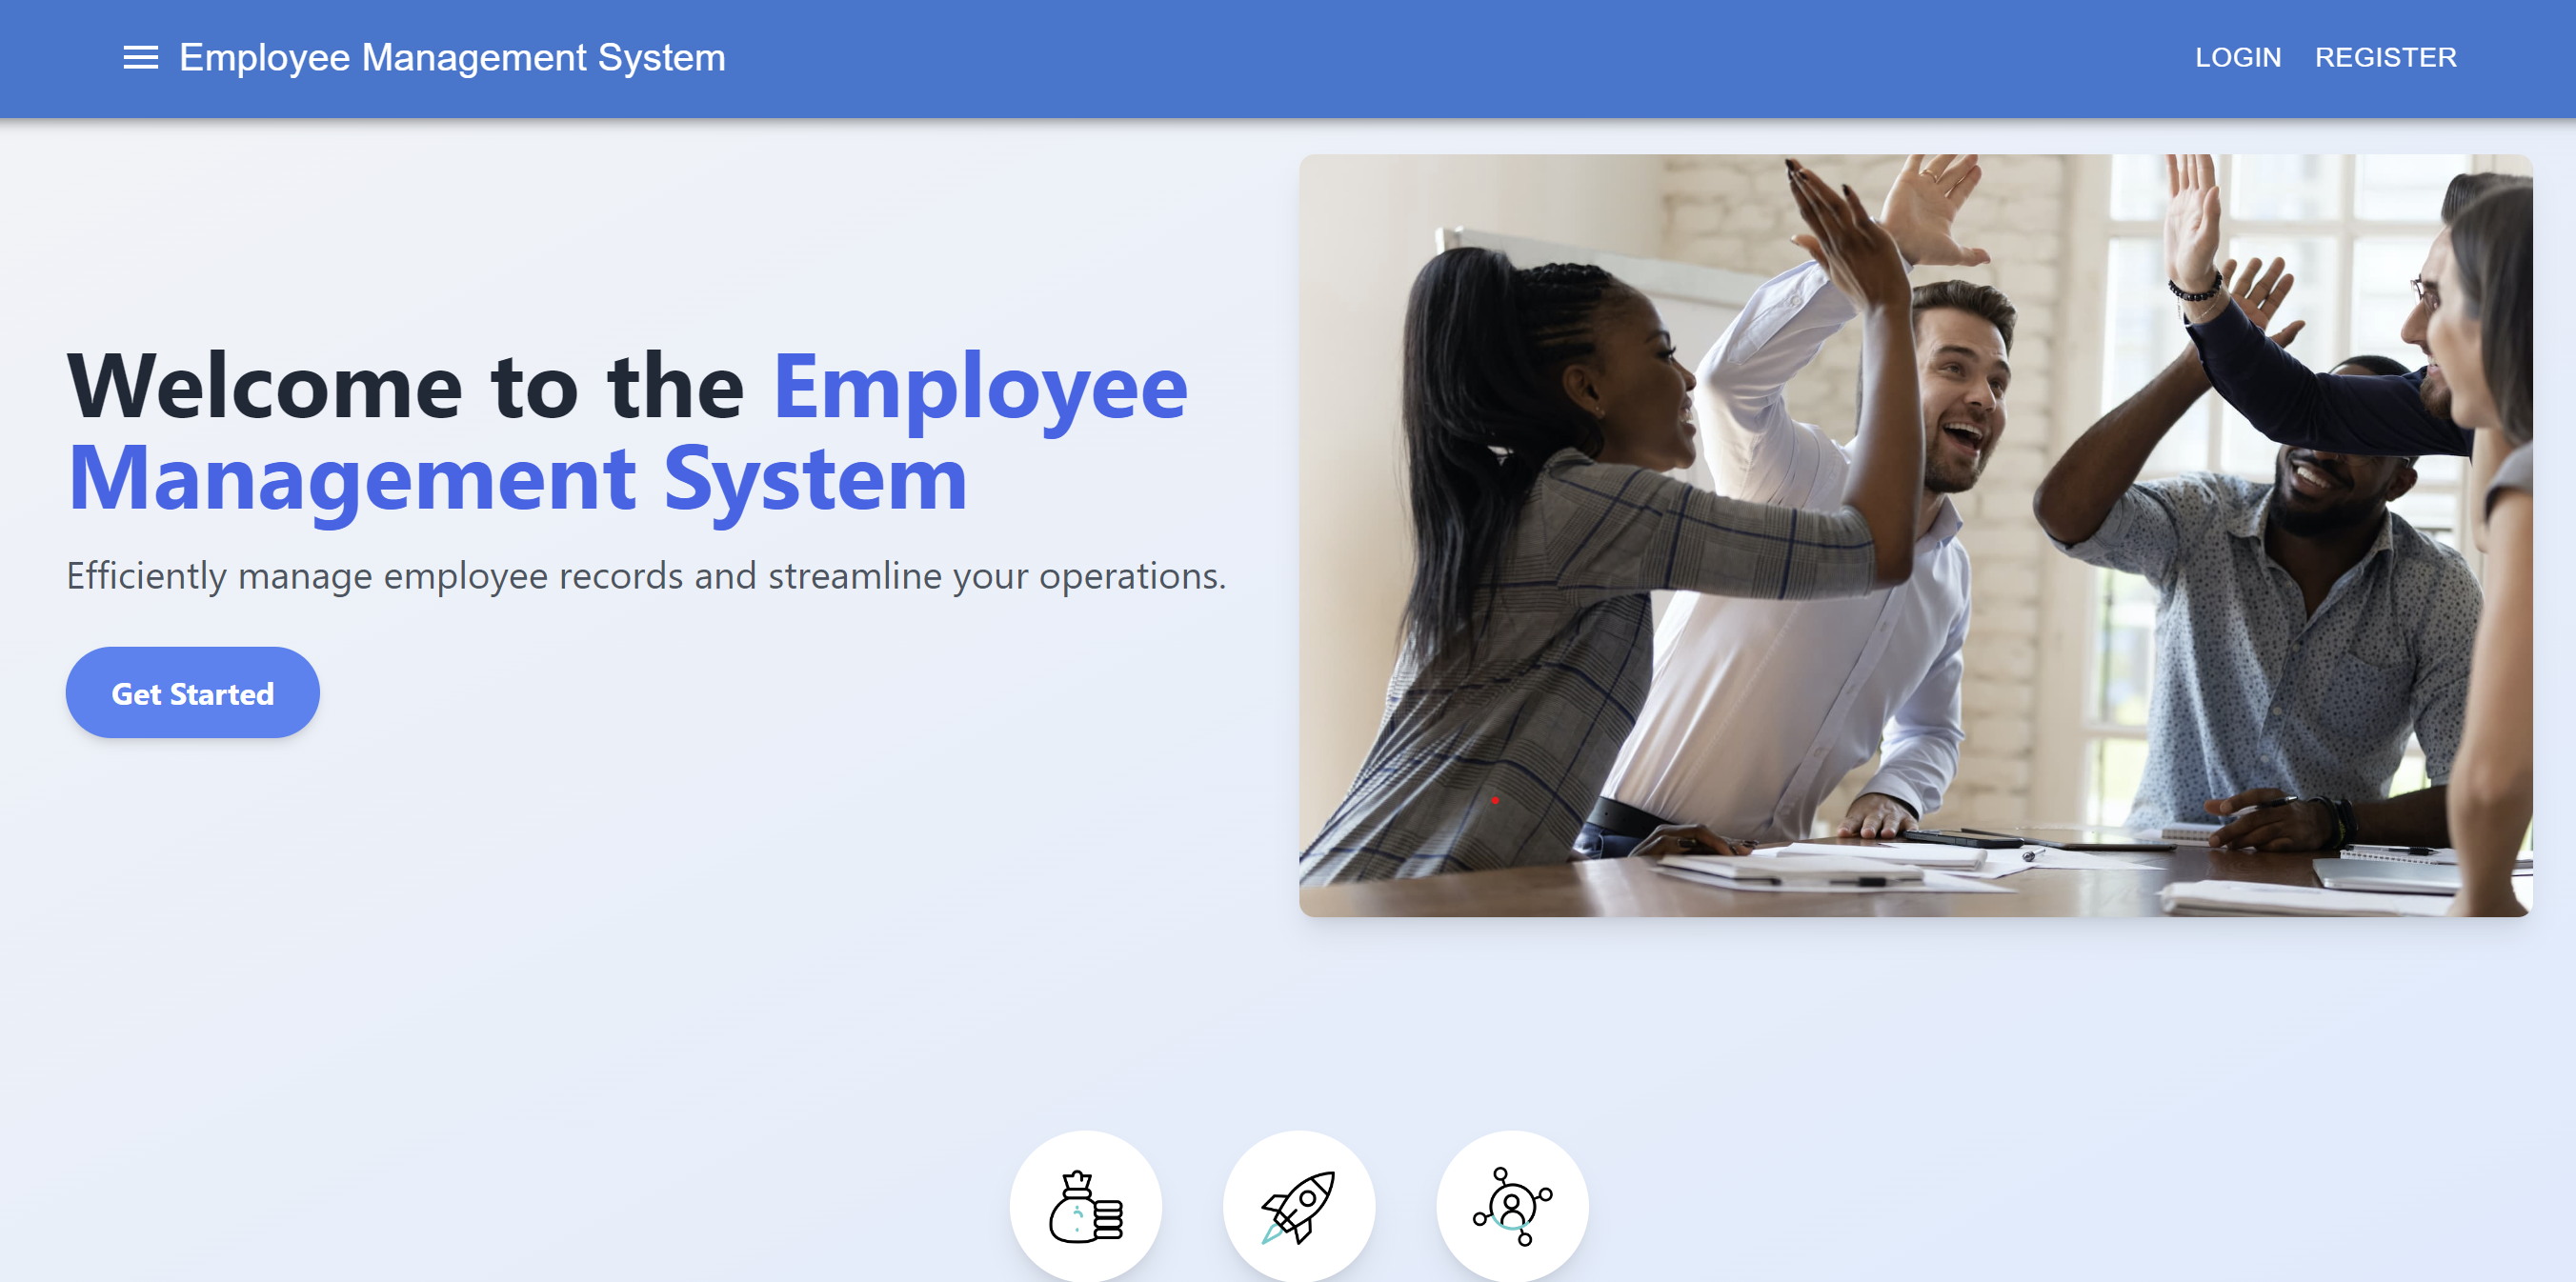 Employee Management System
LOGIN REGISTER
Welcome to the Employee
Management System
Efficiently manage employee records and streamline your operations.
Get Started